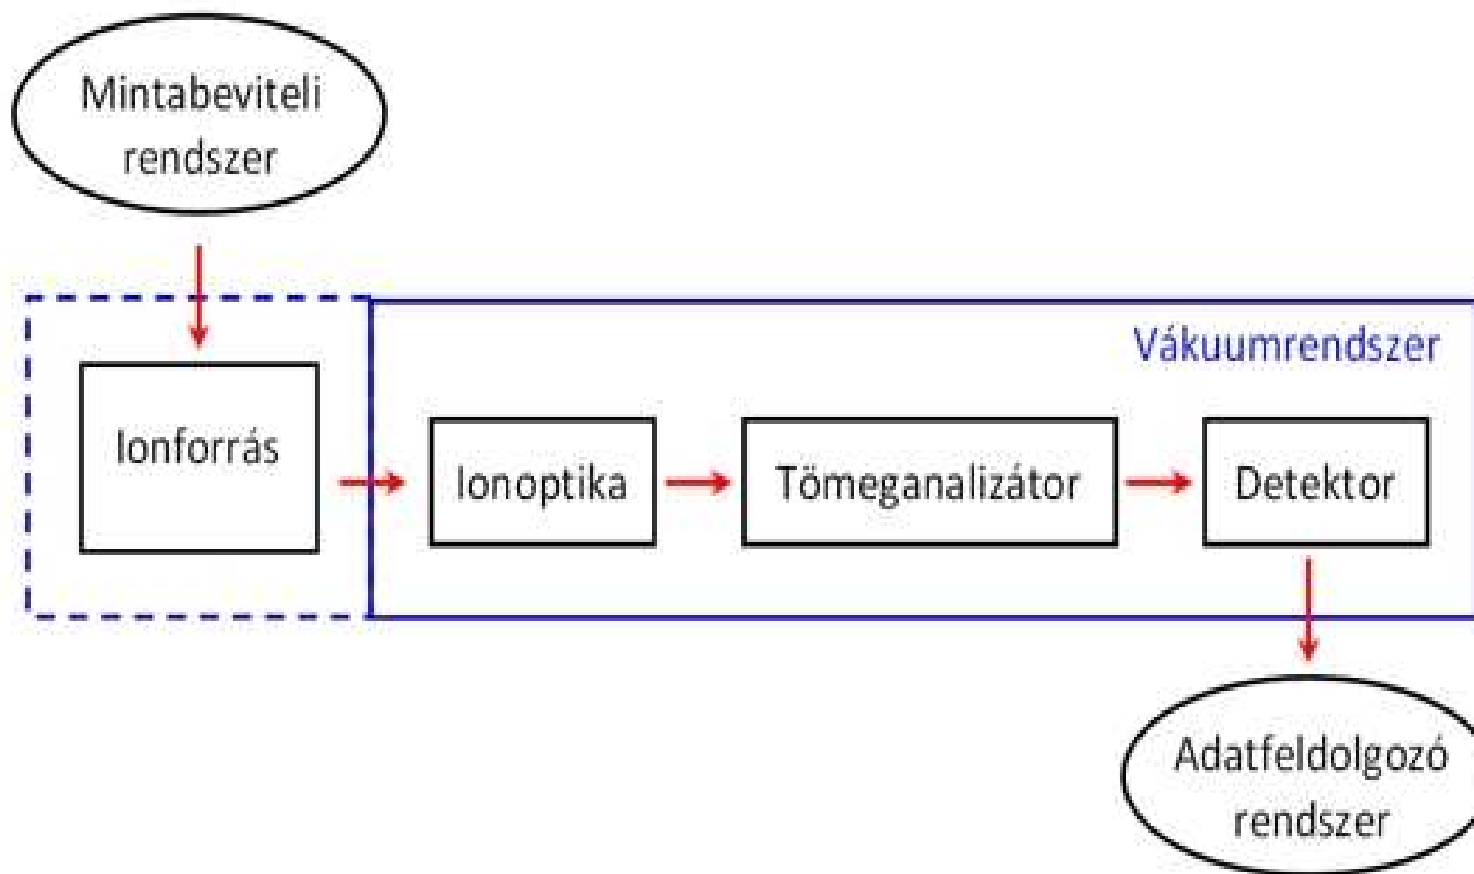 Mintabeviteli
rendszer
Vákuumrendszer
Ionforrás
Ionoptika
Tömeganalizátor
Detektor
Adatfeldolgozó
rendszer